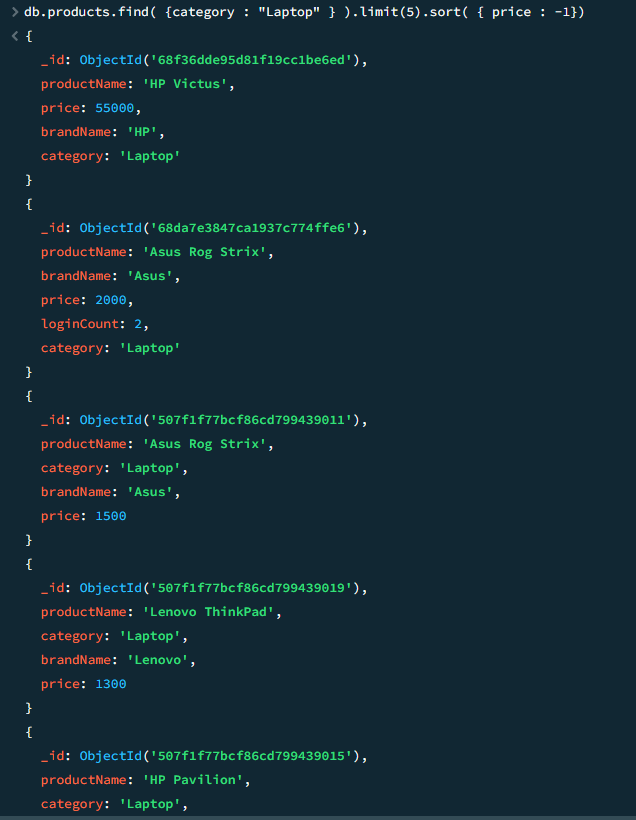 > db.products.find( {category : "Laptop" } ).limit(5).sort( { price : -1})
< {
_id: ObjectId('68f36dde95d81f19cc1be6ed'),
productName: 'HP Victus',
price: 55000,
brandName: 'HP',
category: 'Laptop'
}
{
_id: ObjectId('68da7e3847ca1937c774ffe6'),
productName: 'Asus Rog Strix',
brandName: 'Asus',
price: 2000,
loginCount: 2,
category: 'Laptop'
}
{
_id: ObjectId('507f1f77bcf86cd799439011'),
productName: 'Asus Rog Strix',
category: 'Laptop',
brandName: 'Asus',
price: 1500
}
{
_id: ObjectId('507f1f77bcf86cd799439019'),
productName: 'Lenovo ThinkPad',
category: 'Laptop',
brandName: 'Lenovo',
price: 1300
}
{
_id: ObjectId('507f1f77bcf86cd799439015'),
productName: 'HP Pavilion',
category: 'Laptop',